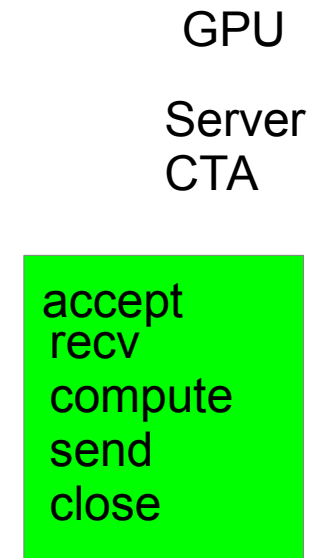 GPU
Server
CTA
accept
recv
compute
send
close